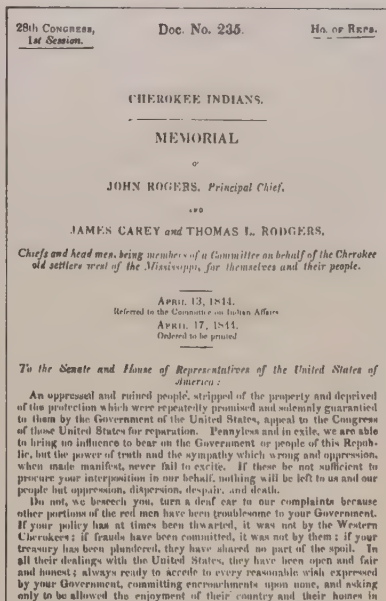 28th Congress, Doc. No. 235. Ho. of Reps.
1st Session.
CHEROKEE INDIANS.
MEMORIAL
OF
JOHN ROGERS, Principal Chief,
AND
JAMES CAREY and THOMAS L. RODGERS,
Chiefs and head men, being members of a Committee on behalf of the Cherokee
old settlers west of the Mississippi, for themselves and their people.
April 13, 1844.
Referred to the Committee on Indian Affairs
April 17, 1844.
Ordered to be printed
To the Senate and House of Representatives of the United States of
America:
An oppressed and ruined people, stripped of the property and deprived
of the protection which were repeatedly promised and solemnly guarantied
to them by the Government of the United States, appeal to the Congress
of those United States for reparation. Pennyless and in exile, we are able
to bring no influence to bear on the Government or people of this Repub-
lic, but the power of truth and the sympathy which wrong and oppression,
when made manifest, never fail to excite. If these be not sufficient to
procure your interposition in our behalf, nothing will be left to us and our
people but oppression, dispersion, despair, and death.
Do not, we beseech you, turn a deaf ear to our complaints because
other portions of the red men have been troublesome to your Government.
If your policy has at times been thwarted, it was not by the Western
Cherokees; if frauds have been committed, it was not by them; if your
treasury has been plundered, they have shared no part of the spoil. In
all their dealings with the United States, they have been open and fair
and honest; always ready to accede to every reasonable wish expressed
by your Government, committing encroachments upon none, and asking
only to be allowed the enjoyment of their country and their homes in